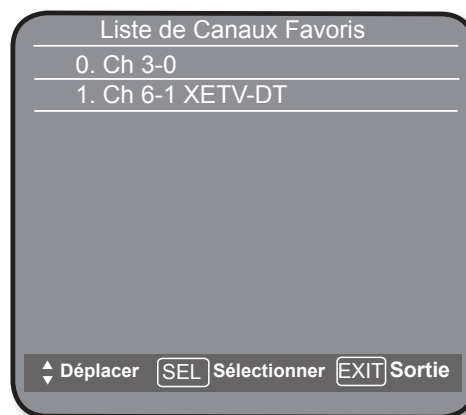 Liste de Canaux Favoris
0. Ch 3-0
1. Ch 6-1 XETV-DT
Déplacer SEL Sélectionner EXIT Sortie